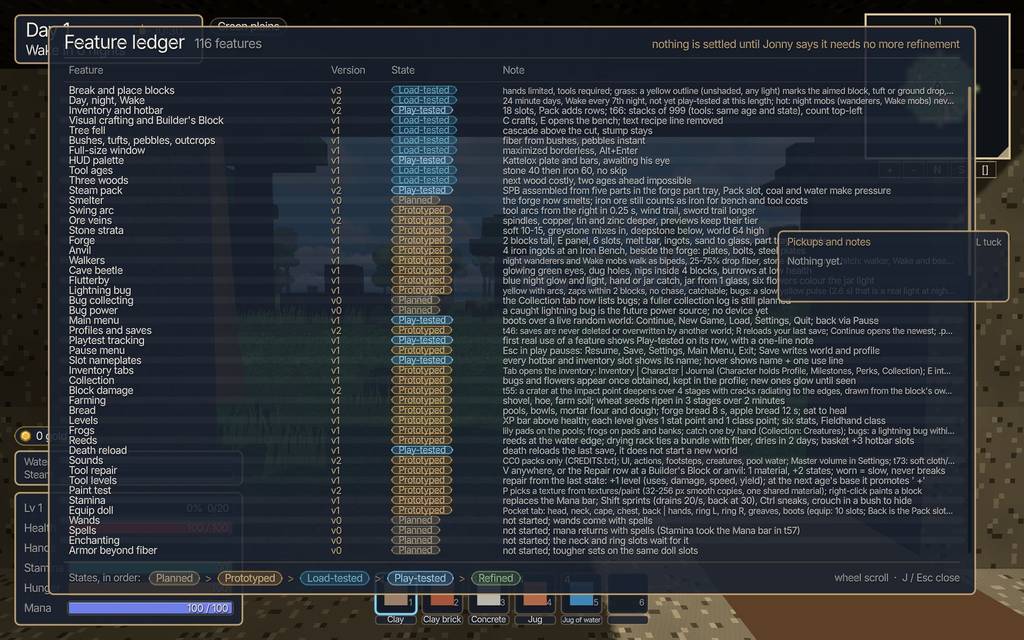 Day 1
Green plains
N
Feature ledger 116 features
nothing is settled until Jonny says it needs no more refinement
Feature Version State Note
Break and place blocks v3 Load-tested hands limited, tools required; grass: a yellow outline (unshaded, any light) marks the aimed block, tuft or ground drop,...
Day, night, Wake v2 Load-tested 24 minute days, Wake every 7th night, not yet play-tested at this length; hot: night mobs (wanderers, Wake mobs) nev...
Inventory and hotbar v2 Play-tested 18 slots, Pack adds rows; t66: stacks of 999 (tools: same age and state), count top-left
Visual crafting and Builder's Block v1 Load-tested C crafts, E opens the bench; text recipe line removed
Tree fell v1 Load-tested cascade above the cut, stump stays
Bushes, tufts, pebbles, outcrops v1 Load-tested fiber from bushes, pebbles instant
Full-size window v1 Load-tested maximized borderless, Alt+Enter
HUD palette v1 Play-tested Kattelox plate and bars, awaiting his eye
Tool ages v1 Load-tested stone 40 then iron 60, no skip
Three woods v1 Load-tested next wood costly, two ages ahead impossible
Steam pack v2 Play-tested SPB assembled from five parts in the forge part tray, Pack slot, coal and water make pressure
Smelter v0 Planned the forge now smelts; iron ore still counts as iron for bench and tool costs
Swing arc v1 Prototyped tool arcs from the right in 0.25 s, wind trail, sword trail longer
Ore veins v2 Prototyped spindles, copper, tin and zinc deeper, previews keep their tier
Stone strata v1 Prototyped soft 10-15, greystone mixes in, deepstone below, world 64 high
Forge v1 Prototyped 2 blocks tall, E panel, 6 slots, melt bar, ingots, sand to glass, part t
Anvil v1 Prototyped 4 iron ingots at an Iron Bench, beside the forge: plates, bolts, steel
Walkers v1 Prototyped night wanderers and Wake mobs walk as bipeds, 25-75% drop fiber, ston
Cave beetle v1 Prototyped glowing green eyes, dug holes, nips inside 4 blocks, burrows at low health
Flutterby v1 Prototyped blue night glow and light, hand or jar catch, jar from 1 glass, six flowers colour the jar light
Lightning bug v1 Prototyped yellow with arcs, zaps within 2 blocks, no chase, catchable; bugs: a slow yellow pulse (2.6 s) that is a real light at nigh...
Bug collecting v0 Planned the Collection tab now lists bugs; a fuller collection log is still planned
Bug power v0 Planned a caught lightning bug is the future power source; no device yet
Main menu v1 Play-tested boots over a live random world: Continue, New Game, Load, Settings, Quit; back via Pause
Profiles and saves v2 Prototyped t46: saves are never deleted or overwritten by another world; R reloads your last save; Continue opens the newest; .p...
Playtest tracking v1 Play-tested first real use of a feature shows Play-tested on its row, with a one-line note
Pause menu v1 Prototyped Esc in play pauses: Resume, Save, Settings, Main Menu, Exit; Save writes world and profile
Slot nameplates v1 Play-tested every hotbar and inventory slot shows its name; hover shows name + one use line
Inventory tabs v1 Prototyped Tab opens the inventory: Inventory | Character | Journal (Character holds Profile, Milestones, Perks, Collection); E int...
Collection v1 Prototyped bugs and flowers appear once obtained, kept in the profile; new ones glow until seen
Block damage v2 Prototyped t55: a crater at the impact point deepens over 4 stages with cracks radiating to the edges, drawn from the block's ow...
Farming v1 Prototyped shovel, hoe, farm soil; wheat seeds ripen in 3 stages over 2 minutes
Bread v1 Prototyped pools, bowls, mortar flour and dough; forge bread 8 s, apple bread 12 s; eat to heal
Levels v1 Prototyped XP bar above health; each level gives 1 stat point and 1 class point; six stats, Fieldhand class
Frogs v1 Prototyped lily pads on the pools; frogs on pads and banks; catch one by hand (Collection: Creatures); bugs: a lightning bug withi...
Reeds v1 Prototyped reeds at the water edge; drying rack ties a bundle with fiber, dries in 2 days; basket +3 hotbar slots
Death reload v1 Play-tested death reloads the last save, it does not start a new world
Sounds v2 Prototyped CC0 packs only (CREDITS.txt); UI, actions, footsteps, creatures, pool water; Master volume in Settings; t73: soft cloth/...
Tool repair v1 Prototyped V anywhere, or the Repair row at a Builder's Block or anvil: 1 material, +2 states; worn = slow, never breaks
Tool levels v1 Prototyped repair from the last state: +1 level (uses, damage, speed, yield); at the next age's base it promotes ' +'
Paint test v2 Prototyped P picks a texture from textures/paint (32-256 px smooth copies, one shared material); right-click paints a block
Stamina v1 Prototyped replaces the Mana bar; Shift sprints (drains 20/s, back at 30), Ctrl sneaks, crouch in a bush to hide
Equip doll v1 Prototyped Pocket tab: head, neck, cape, chest, back | hands, ring L, ring R, greaves, boots (equip: 10 slots; Back is the Pack slot...
Wands v0 Planned not started; wands come with spells
Spells v0 Planned not started; mana returns with spells (Stamina took the Mana bar in t57)
Enchanting v0 Planned not started; the neck and ring slots wait for it
Armor beyond fiber v0 Planned not started; tougher sets on the same doll slots
States, in order: Planned > Prototyped > Load-tested > Play-tested > Refined
wheel scroll · J / Esc close
Pickups and notes
Nothing yet.
L tuck
+ - N S []
0 gold
Lv 1 0% 0/20
100 / 100
Mana 100 / 100
1 2 3 4 5 6
Clay Clay brick Concrete Jug Jug of water